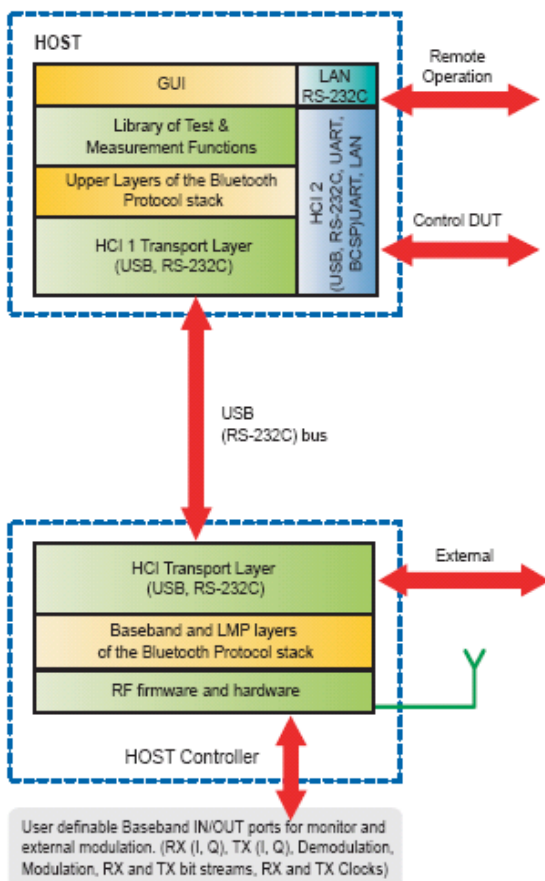 HOST
GUI
LAN
RS-232C
Remote
Operation
Library of Test &
Measurement Functions
Upper Layers of the Bluetooth
Protocol stack
HCI 1 Transport Layer
(USB, RS-232C)
HCI 2
(USB, RS-232C, UART,
BCSP)UART, LAN
Control DUT
USB
(RS-232C) bus
HCI Transport Layer
(USB, RS-232C)
External
Baseband and LMP layers
of the Bluetooth Protocol stack
RF firmware and hardware
HOST Controller
User definable Baseband IN/OUT ports for monitor and
external modulation. (RX (I, Q), TX (I, Q), Demodulation,
Modulation, RX and TX bit streams, RX and TX Clocks)